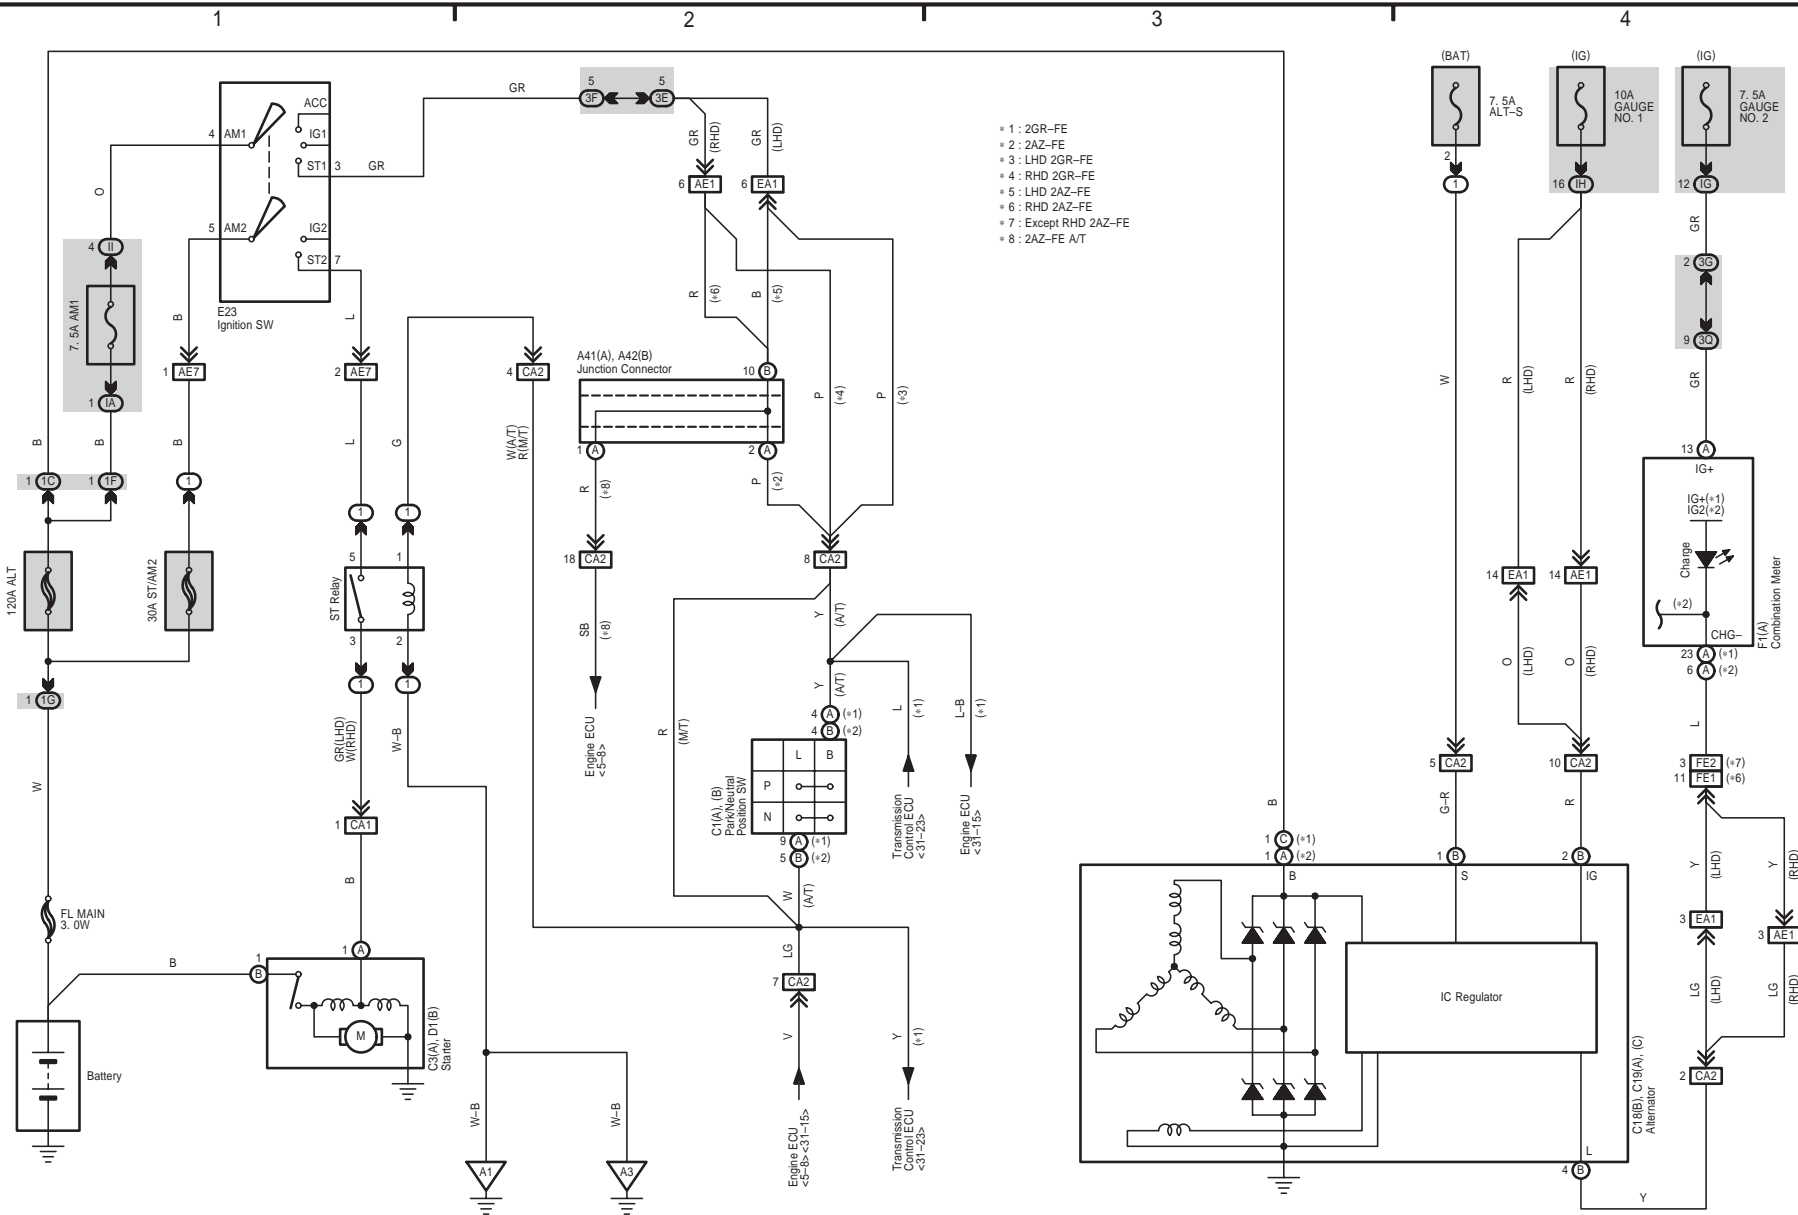 1
2
3
4
ACC
4
AM1
IG1
ST1
3
GR
GR
5
AM2
IG2
ST2
7
E23
Ignition SW
O
4
II
7. 5A AM1
1
IA
B
B
1
AE7
B
L
2
AE7
L
G
4
CA2
W(A/T)
R(M/T)
5
3F
5
3E
GR
(RHD)
GR
(LHD)
6
AE1
6
EA1
R
(*6)
B
(*5)
P
(*4)
P
(*3)
A41(A), A42(B)
Junction Connector
10
B
1
A
2
A
R
(*8)
P
(*2)
18
CA2
8
CA2
SB
(*8)
Engine ECU
<5–8>
Y
(A/T)
Y
(A/T)
R
(M/T)
4
A
(*1)
4
B
(*2)
L
B
P
N
C1(A), (B)
Park/Neutral
Position SW
9
A
(*1)
5
B
(*2)
L
(*1)
L–B
(*1)
Transmission
Control ECU
<31–23>
Engine ECU
<31–15>
W
(A/T)
LG
7
CA2
V
Engine ECU
<5–8> <31–15>
Y
(*1)
Transmission
Control ECU
<31–23>
* 1 : 2GR–FE
* 2 : 2AZ–FE
* 3 : LHD 2GR–FE
* 4 : RHD 2GR–FE
* 5 : LHD 2AZ–FE
* 6 : RHD 2AZ–FE
* 7 : Except RHD 2AZ–FE
* 8 : 2AZ–FE A/T
B
1
1C
1
1F
1
120A ALT
30A ST/AM2
1
1G
W
FL MAIN
3. 0W
B
Battery
1
B
1
A
M
C3(A), D1(B)
Starter
1
1
5
1
ST Relay
3
2
1
1
GR(LHD)
W(RHD)
W–B
1
CA1
B
W–B
W–B
A1
A3
(BAT)
7. 5A
ALT–S
2
1
W
5
CA2
G–R
1
B
S
(IG)
10A
GAUGE
NO. 1
16
IH
R
(LHD)
R
(RHD)
14
EA1
14
AE1
O
(LHD)
O
(RHD)
10
CA2
R
2
B
IG
(IG)
7. 5A
GAUGE
NO. 2
12
IG
GR
2
3G
9
3Q
GR
13
A
IG+
IG+(*1)
IG2(*2)
Charge
(*2)
CHG–
F1(A)
Combination Meter
23
A
(*1)
6
A
(*2)
L
3
FE2
(*7)
11
FE1
(*6)
Y
(LHD)
Y
(RHD)
3
EA1
3
AE1
LG
(LHD)
LG
(RHD)
2
CA2
B
1
C
(*1)
1
A
(*2)
B
IC Regulator
C18(B), C19(A), (C)
Alternator
L
4
B
Y